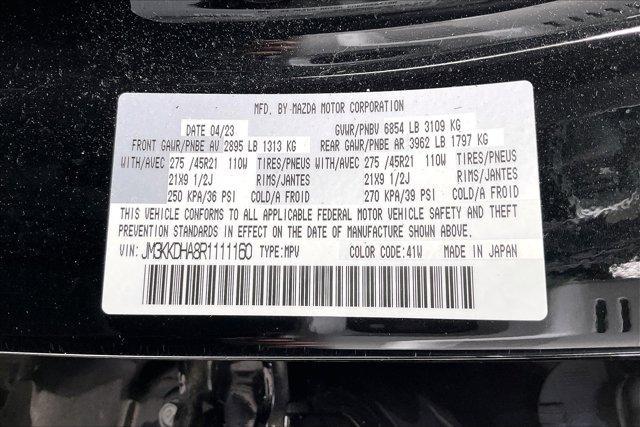 MFD. BY MAZDA MOTOR CORPORATION
DATE 04/23 GVWR/PNBV 6854 LB 3109 KG
FRONT GAWR/PNBE AV 2895 LB 1313 KG REAR GAWR/PNBE AR 3962 LB 1797 KG
WITH/AVEC 275 /45R21 110W TIRES/PNEUS WITH/AVEC 275 /45R21 110W TIRES/PNEUS
21X9 1/2J RIMS/JANTES 21X9 1/2J RIMS/JANTES
250 KPA/36 PSI COLD/A FROID 270 KPA/39 PSI COLD/A FROID
THIS VEHICLE CONFORMS TO ALL APPLICABLE FEDERAL MOTOR VEHICLE SAFETY AND THEFT
PREVENTION STANDARDS IN EFFECT ON THE DATE OF MANUFACTURE SHOWN ABOVE.
VIN: JM3KKDHA8R1111160 TYPE:MPV COLOR CODE:41W MADE IN JAPAN